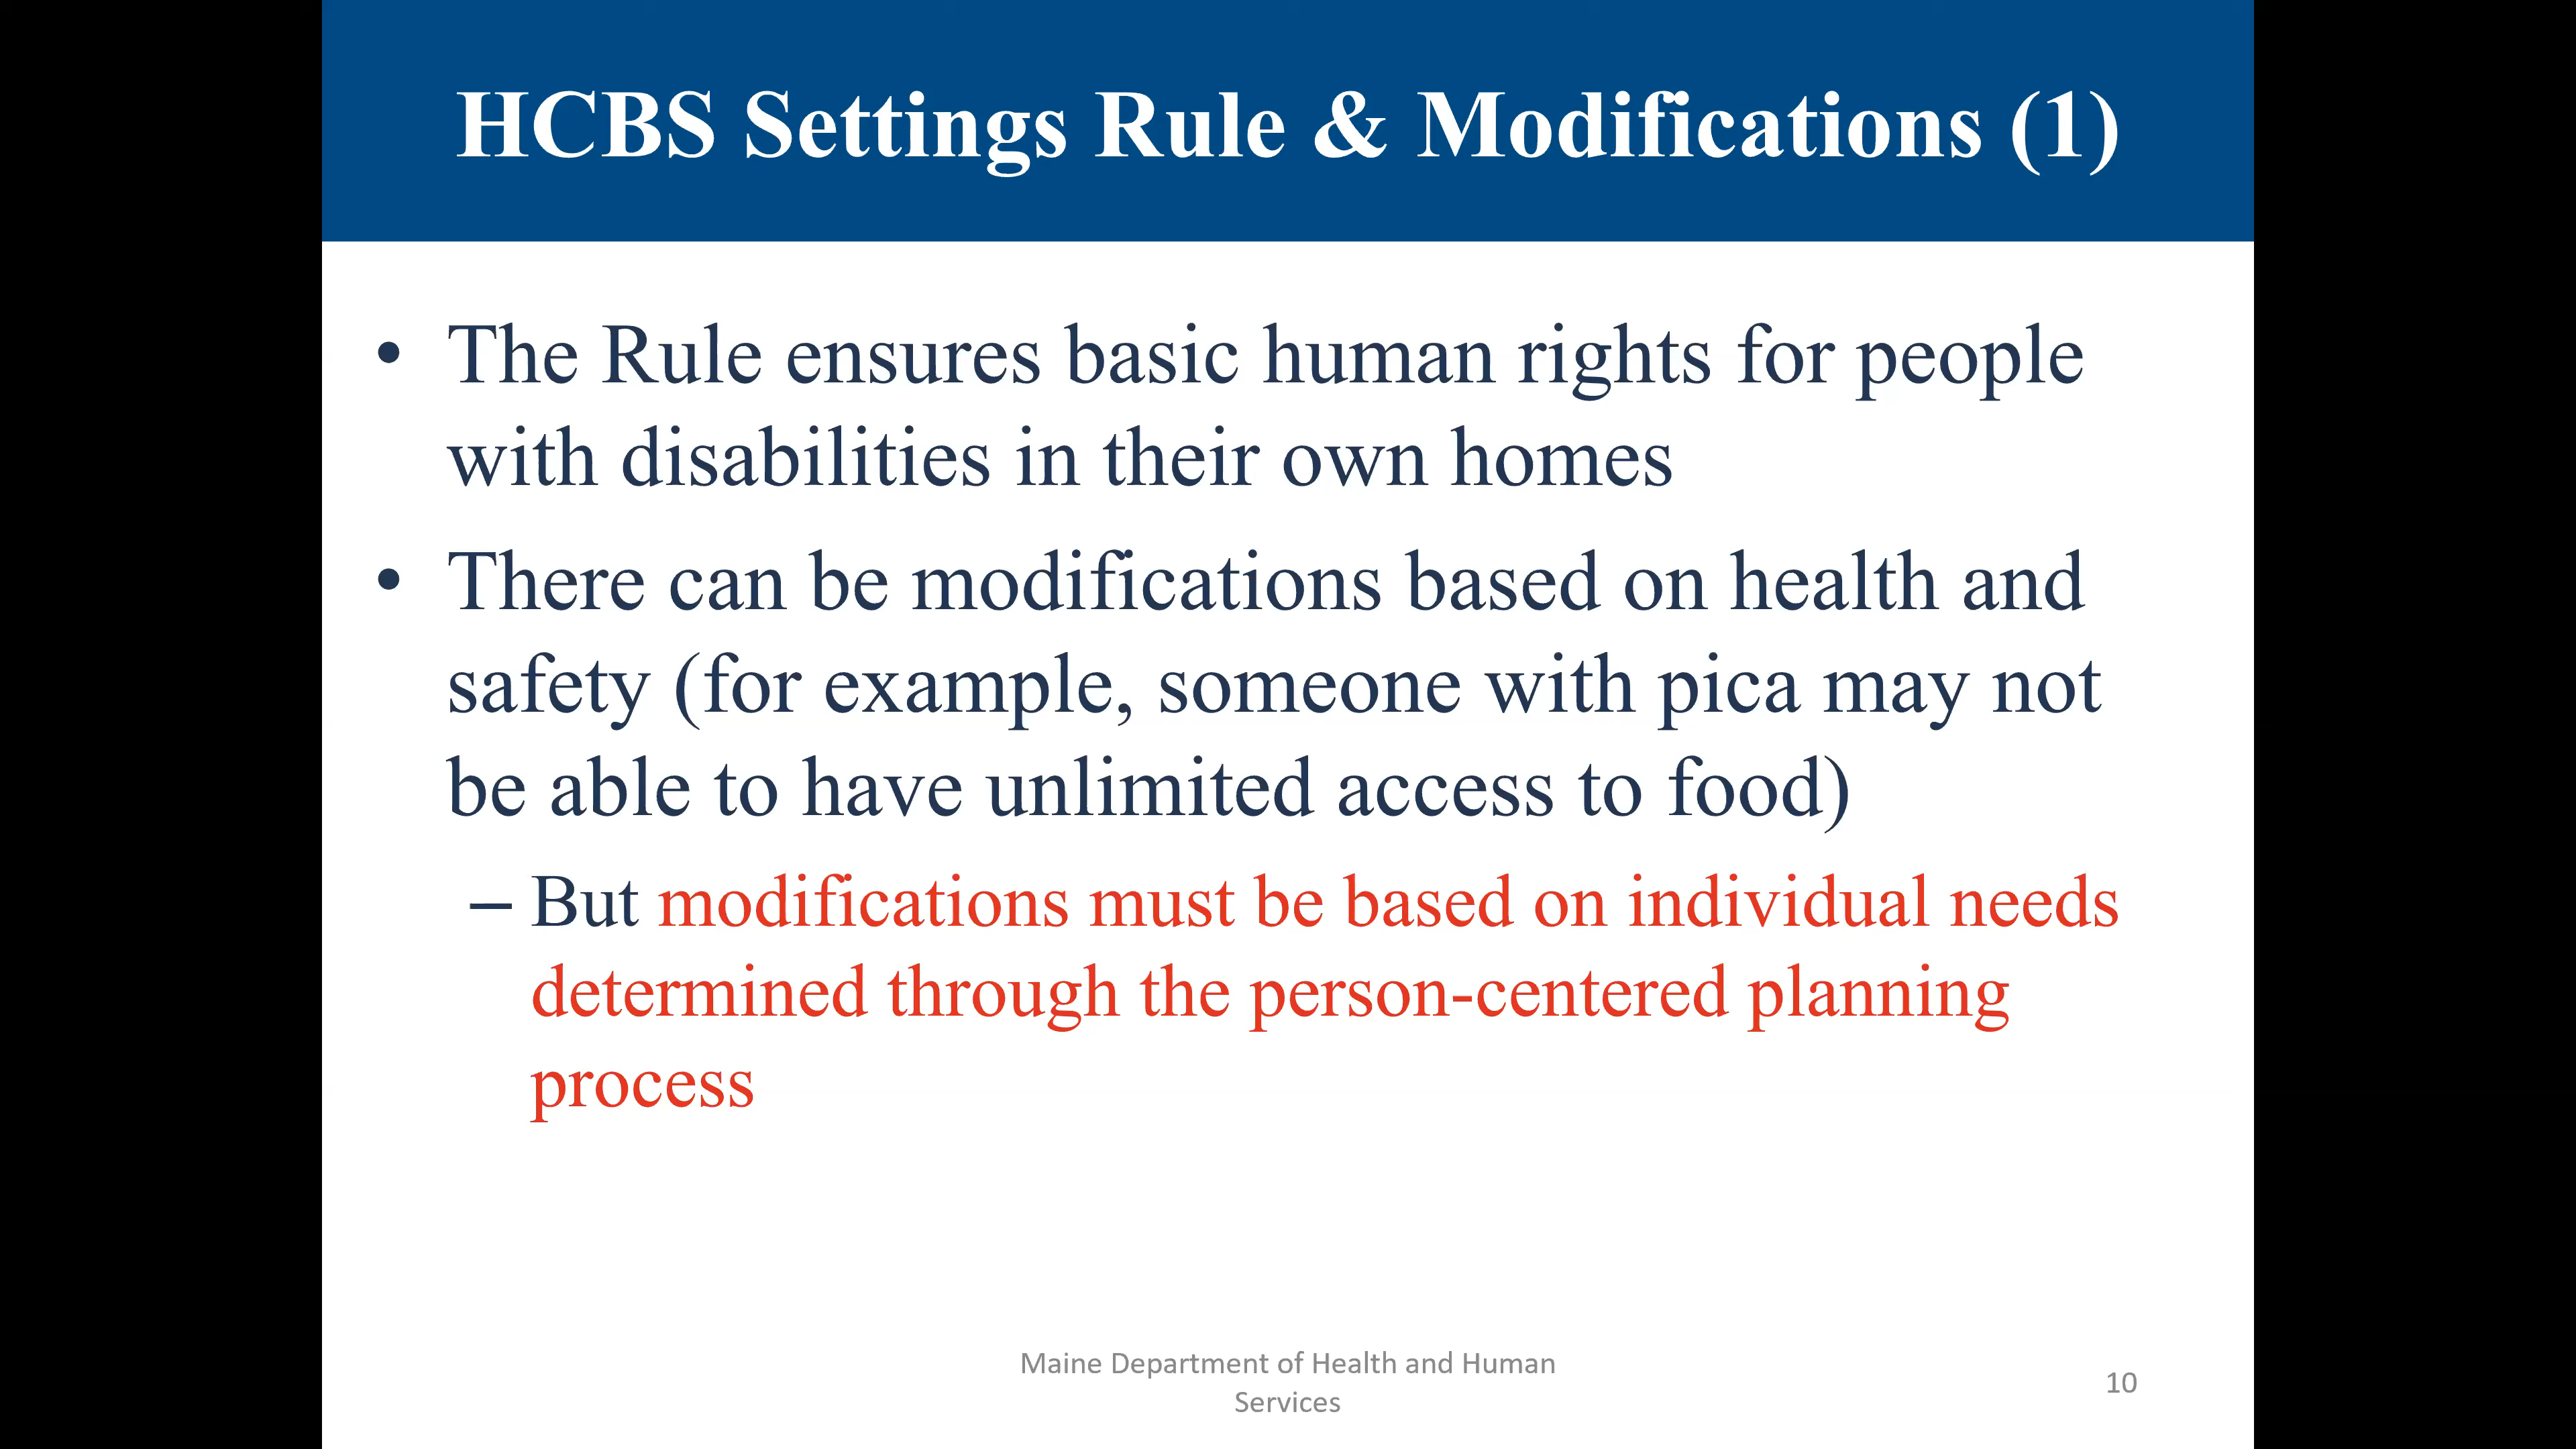 HCBS Settings Rule & Modifications (1)
• The Rule ensures basic human rights for people
with disabilities in their own homes
• There can be modifications based on health and
safety (for example, someone with pica may not
be able to have unlimited access to food)
– But modifications must be based on individual needs
determined through the person-centered planning
process
Maine Department of Health and Human
Services
10